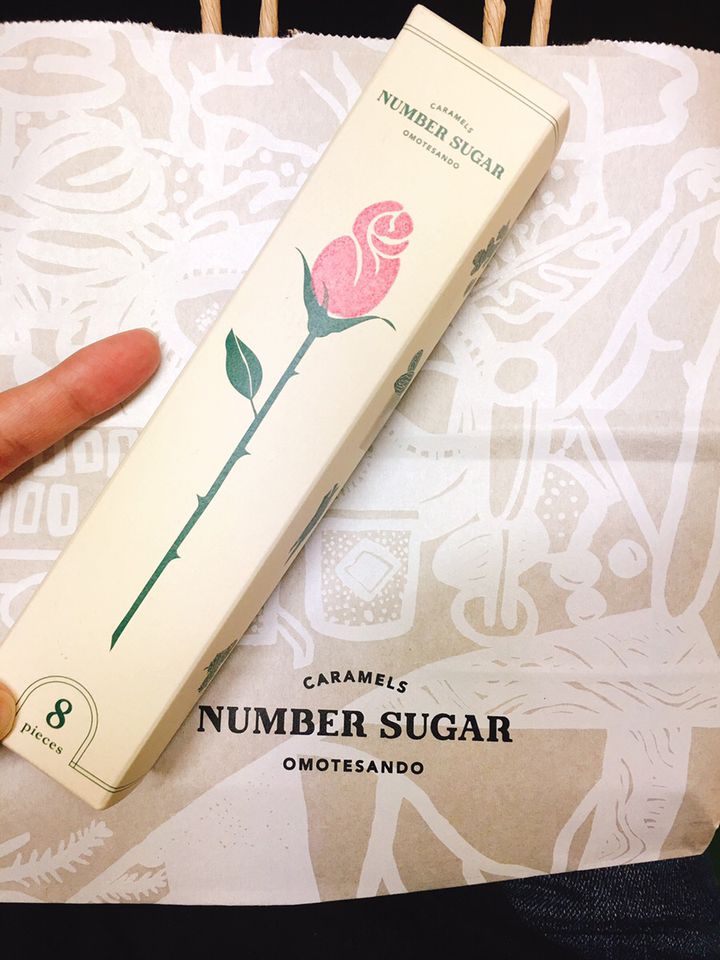 CARAMELS
NUMBER SUGAR
OMOTESANDO
8
pieces
CARAMELS
NUMBER SUGAR
OMOTESANDO